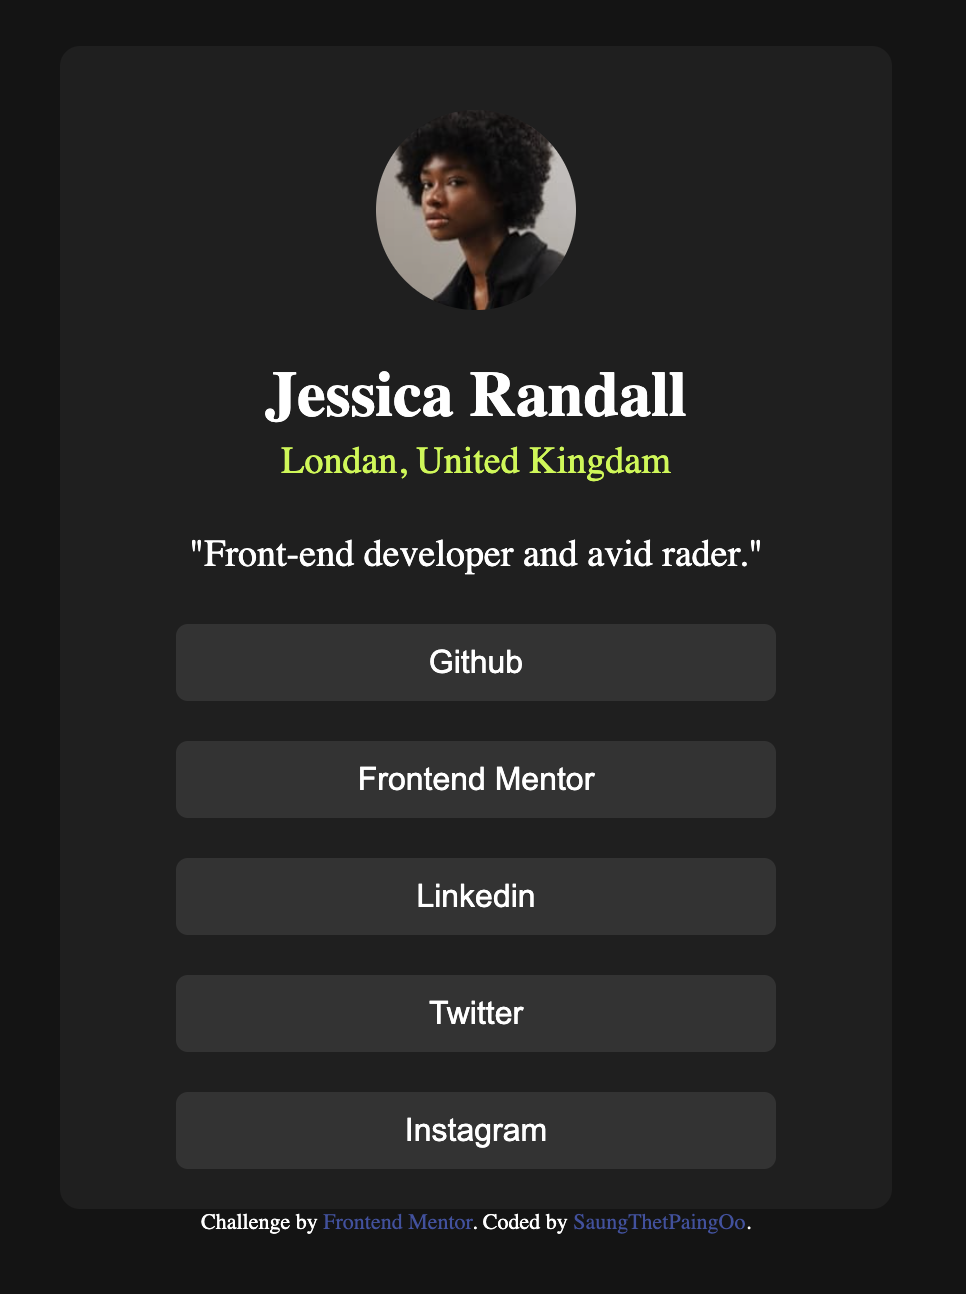 Jessica Randall
Londan, United Kingdam
"Front-end developer and avid rader."
Github
Frontend Mentor
Linkedin
Twitter
Instagram
Challenge by Frontend Mentor. Coded by SaungThetPaingOo.